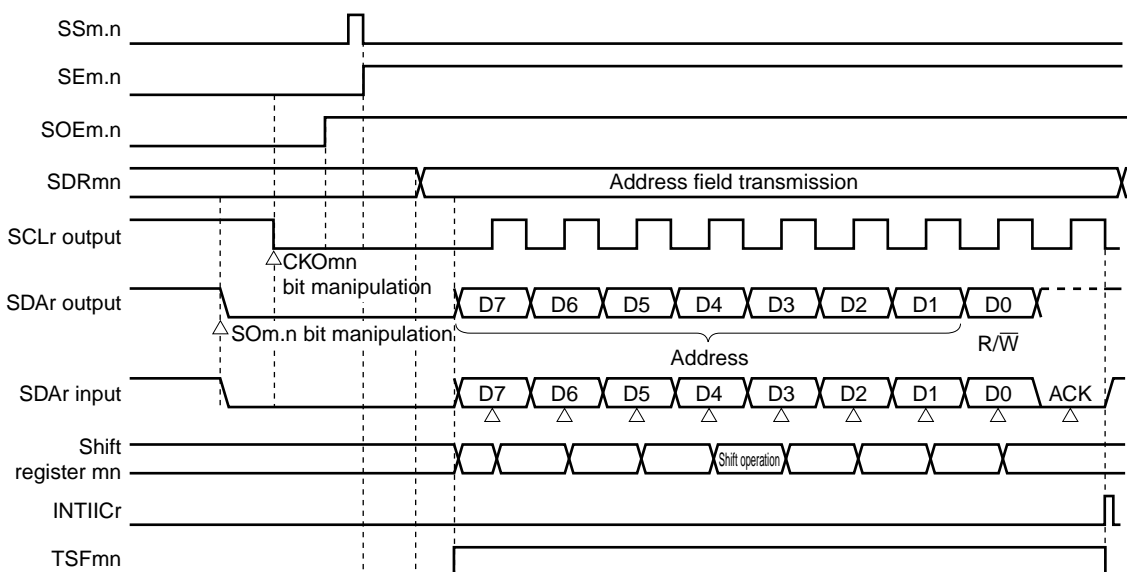 SSm.n
SEm.n
SOEm.n
SDRmn
Address field transmission
SCLr output
CKOmn
bit manipulation
SDAr output
D7 D6 D5 D4 D3 D2 D1 D0
SOm.n bit manipulation
Address
R/W̅
SDAr input
D7 D6 D5 D4 D3 D2 D1 D0 ACK
Shift
register mn
Shift operation
INTIICr
TSFmn